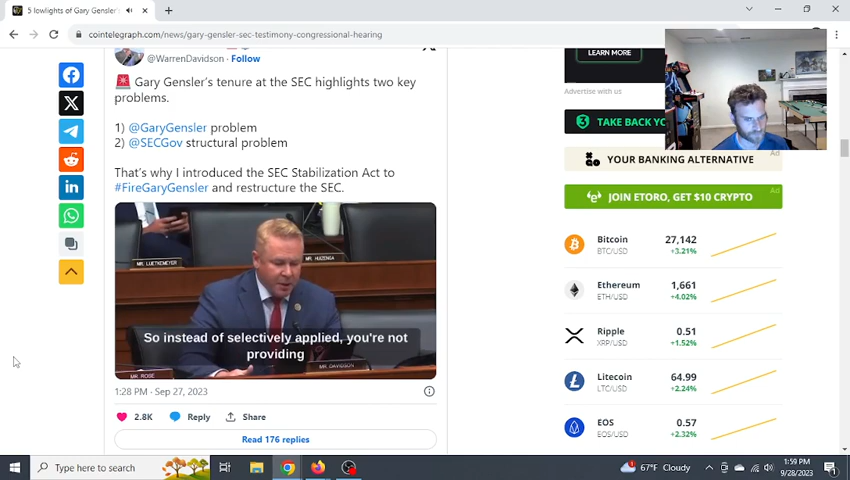 5 lowlights of Gary Gensler's
cointelegraph.com/news/gary-gensler-sec-testimony-congressional-hearing
@WarrenDavidson · Follow
🚨 Gary Gensler's tenure at the SEC highlights two key
problems.
1) @GaryGensler problem
2) @SECGov structural problem
That's why I introduced the SEC Stabilization Act to
#FireGaryGensler and restructure the SEC.
MR. LUETKEMEYER
MR. HUIZENGA
So instead of selectively applied, you're not
providing
MR. ROSE
MR. DAVIDSON
1:28 PM · Sep 27, 2023
2.8K
Reply
Share
Read 176 replies
LEARN MORE
Advertise with us
TAKE BACK YO
Ad
YOUR BANKING ALTERNATIVE
Ad
JOIN ETORO, GET $10 CRYPTO
Bitcoin 27,142
BTC/USD +3.21%
Ethereum 1,661
ETH/USD +4.02%
Ripple 0.51
XRP/USD +1.52%
Litecoin 64.99
LTC/USD +2.24%
EOS 0.57
EOS/USD +2.32%
Type here to search
67°F Cloudy
1:59 PM
9/28/2023